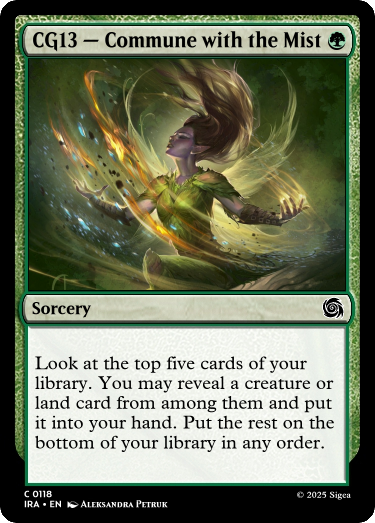 CG13 — Commune with the Mist
Sorcery
Look at the top five cards of your
library. You may reveal a creature or
land card from among them and put
it into your hand. Put the rest on the
bottom of your library in any order.
C 0118
IRA • EN Aleksandra Petruk
© 2025 Sigea